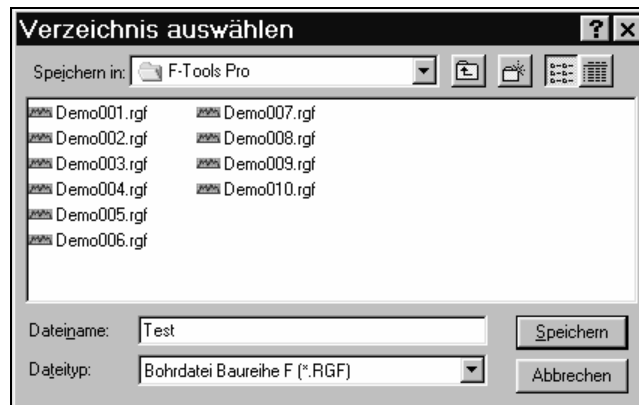 Verzeichnis auswählen
Speichern in: F-Tools Pro
Demo001.rgf Demo007.rgf
Demo002.rgf Demo008.rgf
Demo003.rgf Demo009.rgf
Demo004.rgf Demo010.rgf
Demo005.rgf
Demo006.rgf
Dateiname: Test Speichern
Dateityp: Bohrdatei Baureihe F (*.RGF) Abbrechen